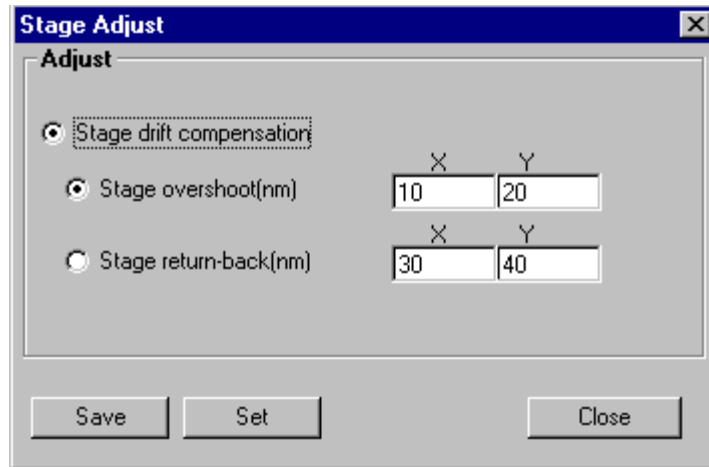 Stage Adjust
Adjust
Stage drift compensation
X Y
Stage overshoot(nm) 10 20
X Y
Stage return-back(nm) 30 40
Save Set Close